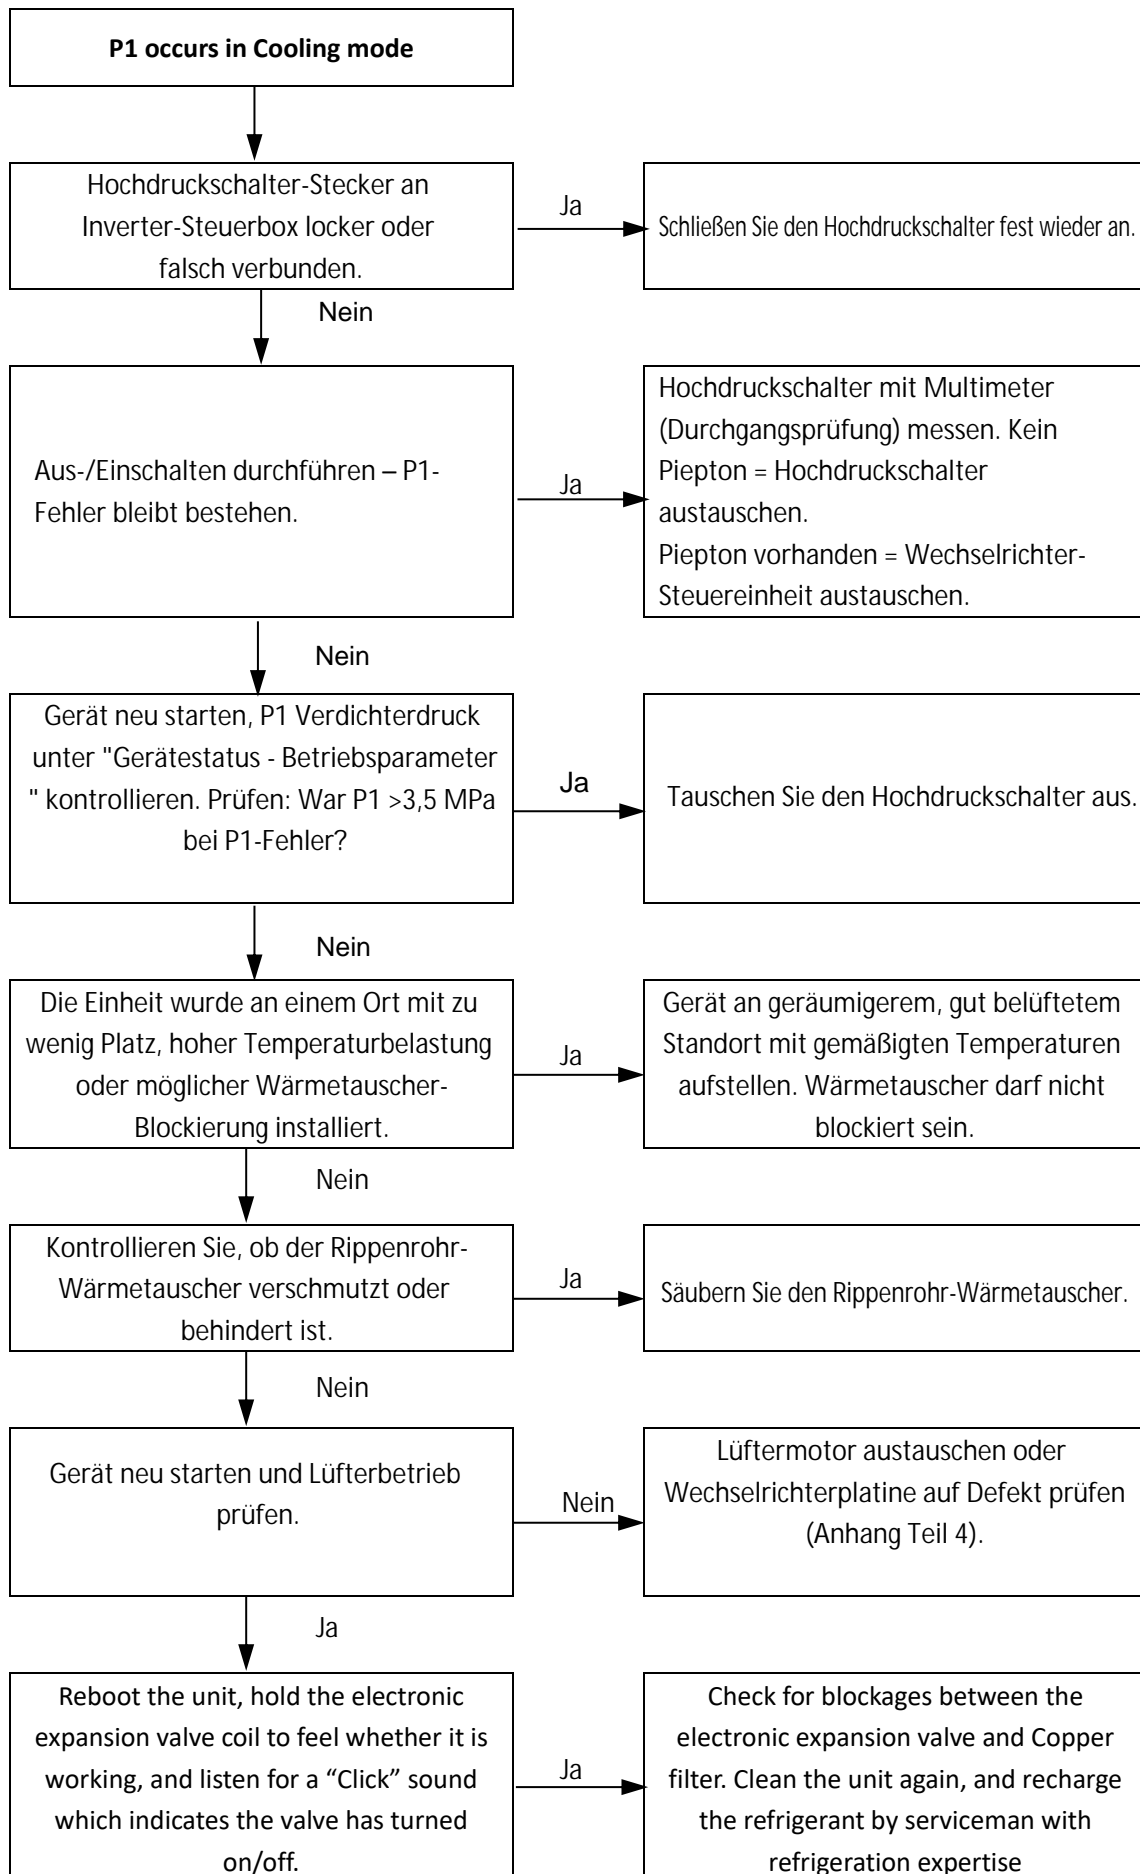 P1 occurs in Cooling mode
Hochdruckschalter-Stecker an
Inverter-Steuerbox locker oder
falsch verbunden.
Ja
Schließen Sie den Hochdruckschalter fest wieder an.
Nein
Aus-/Einschalten durchführen – P1-
Fehler bleibt bestehen.
Ja
Hochdruckschalter mit Multimeter
(Durchgangsprüfung) messen. Kein
Piepton = Hochdruckschalter
austauschen.
Piepton vorhanden = Wechselrichter-
Steuereinheit austauschen.
Nein
Gerät neu starten, P1 Verdichterdruck
unter "Gerätestatus - Betriebsparameter
" kontrollieren. Prüfen: War P1 >3,5 MPa
bei P1-Fehler?
Ja
Tauschen Sie den Hochdruckschalter aus.
Nein
Die Einheit wurde an einem Ort mit zu
wenig Platz, hoher Temperaturbelastung
oder möglicher Wärmetauscher-
Blockierung installiert.
Ja
Gerät an geräumigerem, gut belüftetem
Standort mit gemäßigten Temperaturen
aufstellen. Wärmetauscher darf nicht
blockiert sein.
Nein
Kontrollieren Sie, ob der Rippenrohr-
Wärmetauscher verschmutzt oder
behindert ist.
Ja
Säubern Sie den Rippenrohr-Wärmetauscher.
Nein
Gerät neu starten und Lüfterbetrieb
prüfen.
Nein
Lüftermotor austauschen oder
Wechselrichterplatine auf Defekt prüfen
(Anhang Teil 4).
Ja
Reboot the unit, hold the electronic
expansion valve coil to feel whether it is
working, and listen for a “Click” sound
which indicates the valve has turned
on/off.
Ja
Check for blockages between the
electronic expansion valve and Copper
filter. Clean the unit again, and recharge
the refrigerant by serviceman with
refrigeration expertise